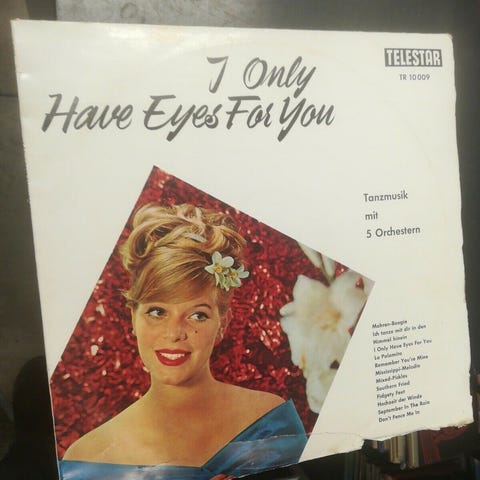 I Only
Have Eyes For You
TELESTAR
TR 10 009
Tanzmusik
mit
5 Orchestern
Mohren-Boogie
Ich tanze mit dir in den
Himmel hinein
I Only Have Eyes For You
La Palomita
Remember You're Mine
Mississippi-Melodie
Mixed-Pickles
Southern Fried
Fidgety Feet
Hochzeit der Winde
September In The Rain
Don't Fence Me In